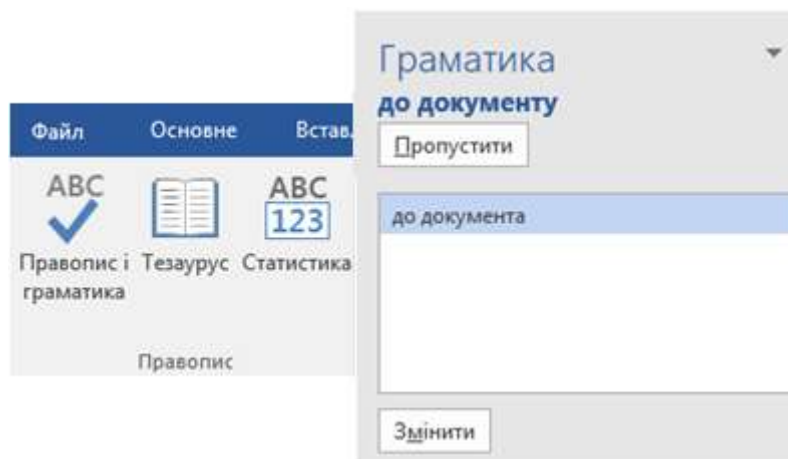 Файл Основне Встав.
ABC ABC
123
Правопис і граматика Тезаурус Статистика
Правопис
Граматика
до документу
Пропустити
до документа
Змінити